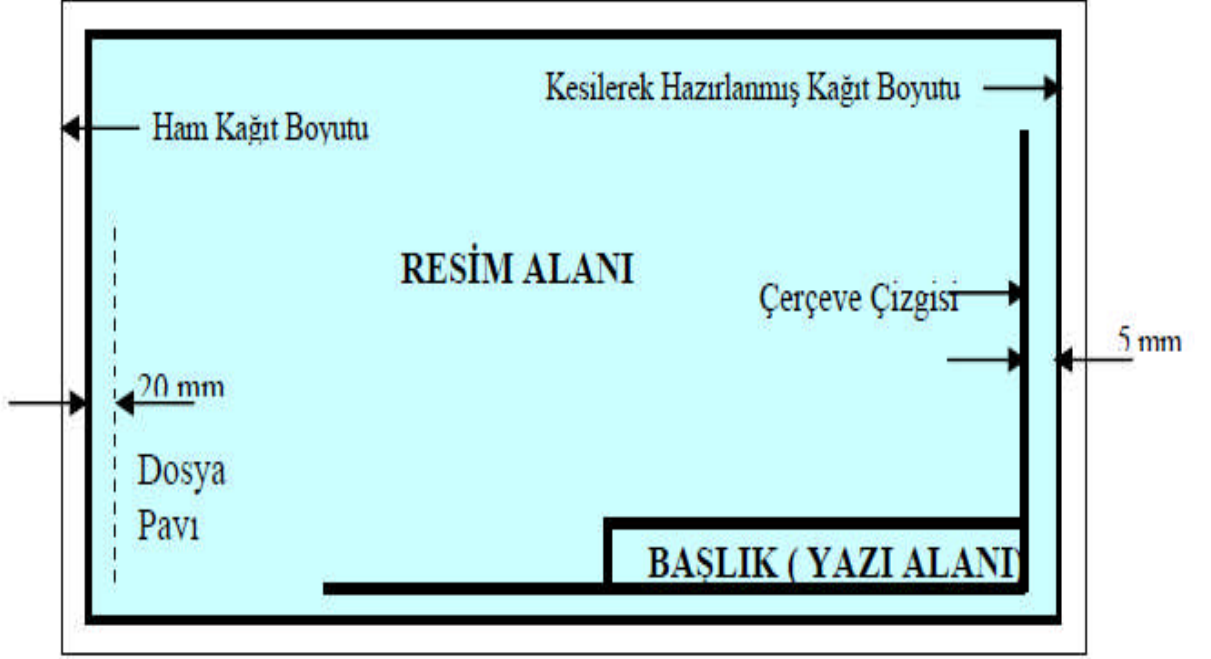 Kesilerek Hazırlanmış Kağıt Boyutu
Ham Kağıt Boyutu
RESİM ALANI
Çerçeve Çizgisi
5 mm
20 mm
Dosya
Pavı
BAŞLIK ( YAZI ALANI)